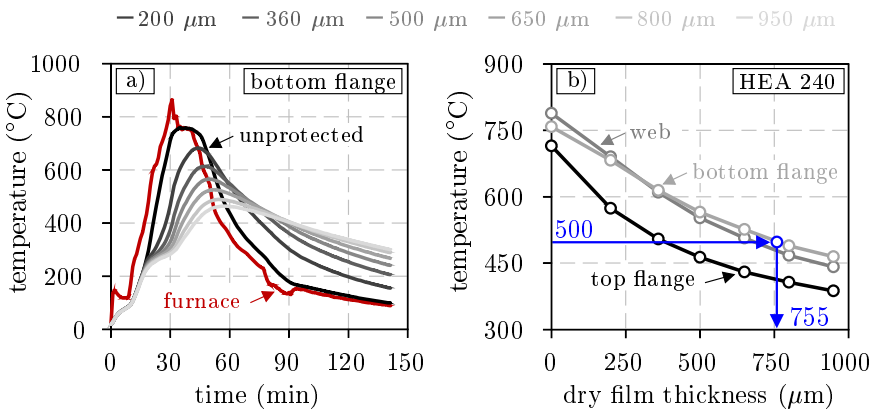 200 μm 360 μm 500 μm 650 μm 800 μm 950 μm
a) bottom flange
temperature (°C)
1000
800
600
400
200
0
unprotected
furnace
0 30 60 90 120 150
time (min)
b) HEA 240
temperature (°C)
900
750
600
450
300
web
bottom flange
500
top flange
755
0 250 500 750 1000
dry film thickness (μm)